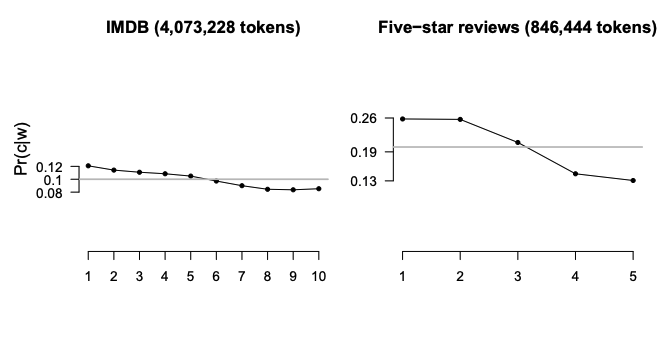 IMDB (4,073,228 tokens)
Pr(c|w)
0.12
0.1
0.08
1 2 3 4 5 6 7 8 9 10
Five−star reviews (846,444 tokens)
0.26
0.19
0.13
1 2 3 4 5